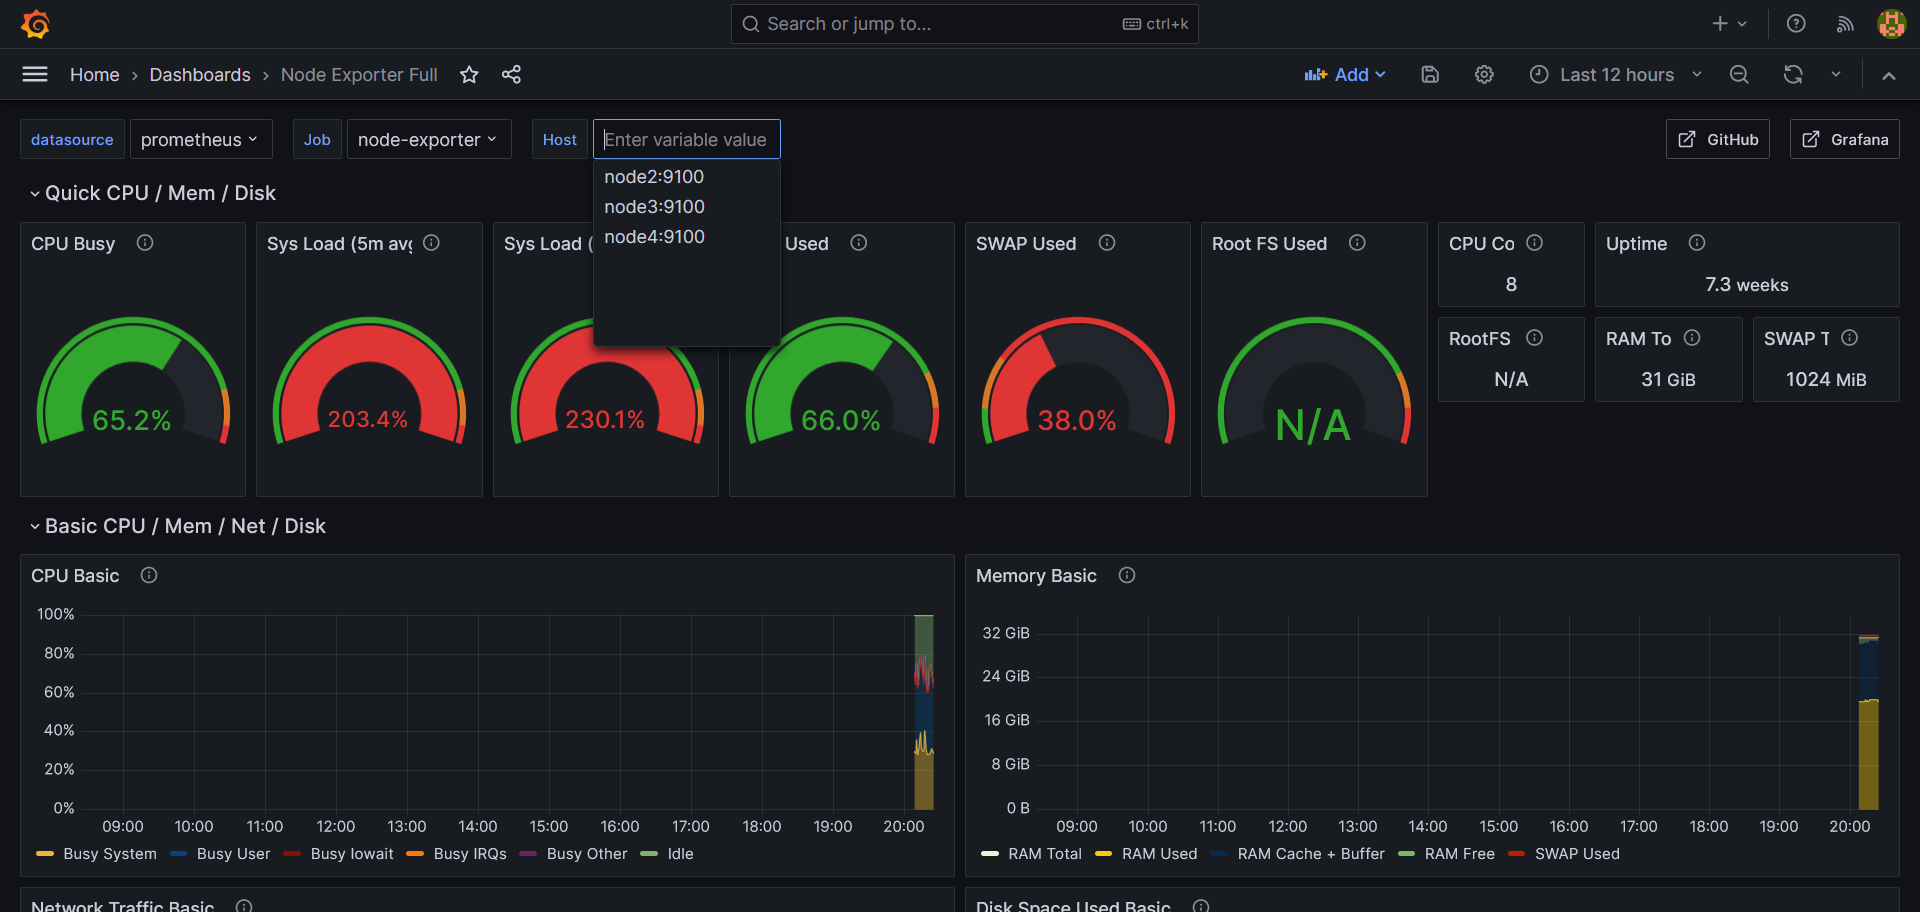 Search or jump to... ctrl+k
Home › Dashboards › Node Exporter Full
Add
Last 12 hours
datasource prometheus Job node-exporter Host Enter variable value
GitHub Grafana
node2:9100
node3:9100
node4:9100
Quick CPU / Mem / Disk
CPU Busy
65.2%
Sys Load (5m avg
203.4%
Sys Load (
230.1%
Used
66.0%
SWAP Used
38.0%
Root FS Used
N/A
CPU Co
8
Uptime
7.3 weeks
RootFS
N/A
RAM To
31 GiB
SWAP T
1024 MiB
Basic CPU / Mem / Net / Disk
CPU Basic
100%
80%
60%
40%
20%
0%
09:00 10:00 11:00 12:00 13:00 14:00 15:00 16:00 17:00 18:00 19:00 20:00
Busy System Busy User Busy Iowait Busy IRQs Busy Other Idle
Memory Basic
32 GiB
24 GiB
16 GiB
8 GiB
0 B
09:00 10:00 11:00 12:00 13:00 14:00 15:00 16:00 17:00 18:00 19:00 20:00
RAM Total RAM Used RAM Cache + Buffer RAM Free SWAP Used
Network Traffic Basic
Disk Space Used Basic